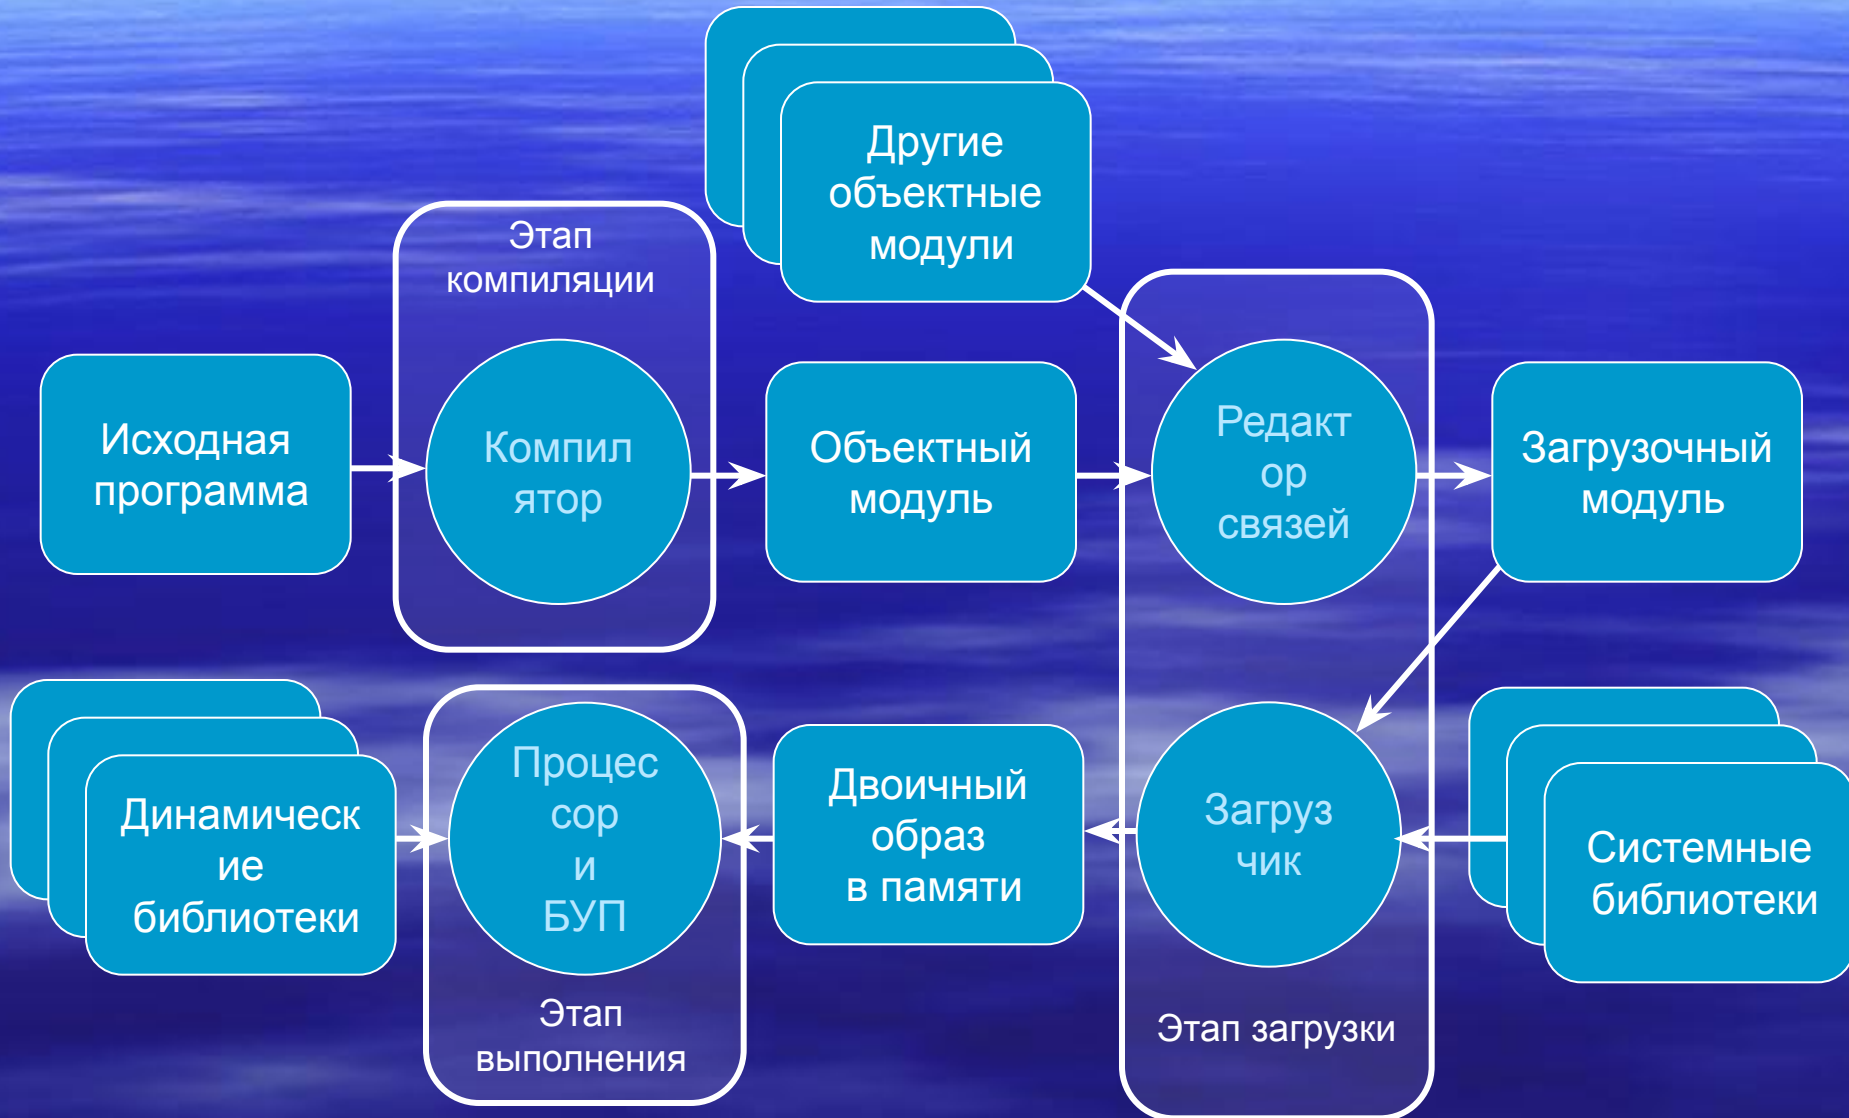 Другие
объектные
модули
Этап
компиляции
Исходная
программа
Компил
ятор
Объектный
модуль
Редакт
ор
связей
Загрузочный
модуль
Динамическ
ие
библиотеки
Процес
сор
и
БУП
Этап
выполнения
Двоичный
образ
в памяти
Загруз
чик
Этап загрузки
Системные
библиотеки